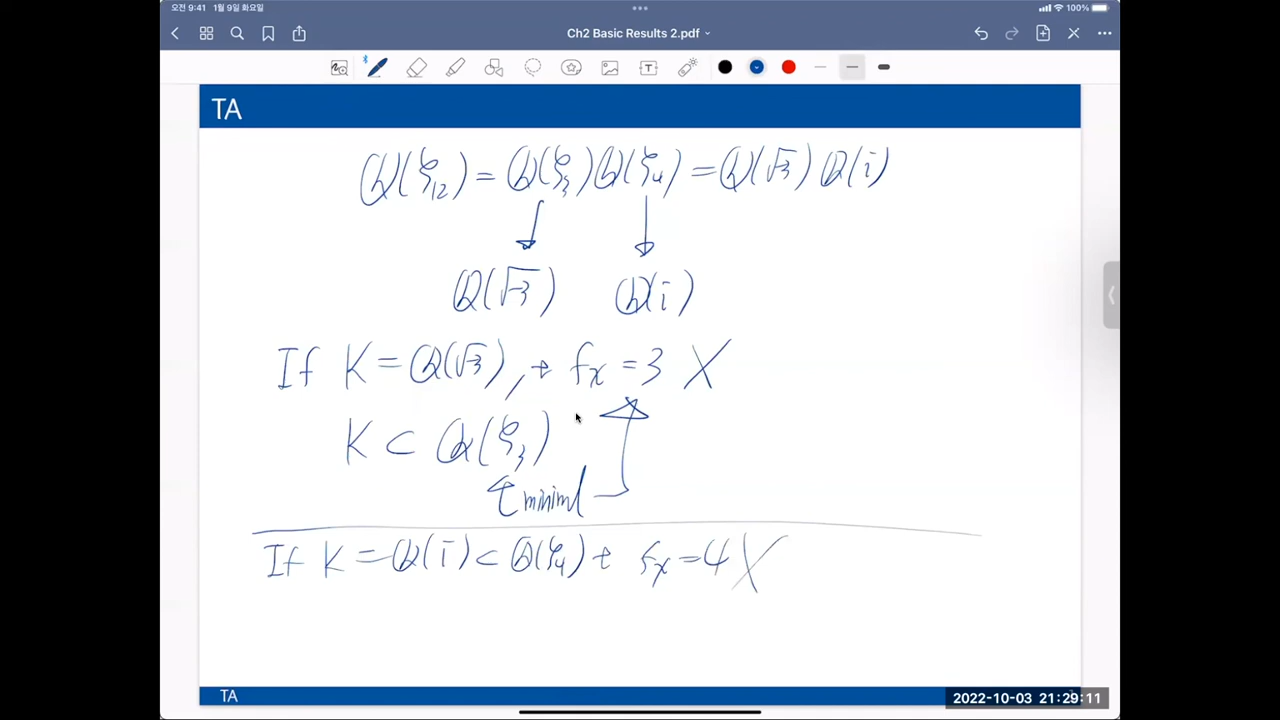 오전 9:41 1월 9일 화요일
100%
Ch2 Basic Results 2.pdf
TA
Q(ζ₁₂) = Q(ζ₃)Q(ζ₄) = Q(√3) Q(i)
Q(√-3) Q(i)
If K = Q(√3), → fχ = 3 X
K ⊂ Q(ζ₃)
minimal
If K = Q(i) ⊂ Q(ζ₄) → fχ = 4 X
TA
2022-10-03 21:29:11